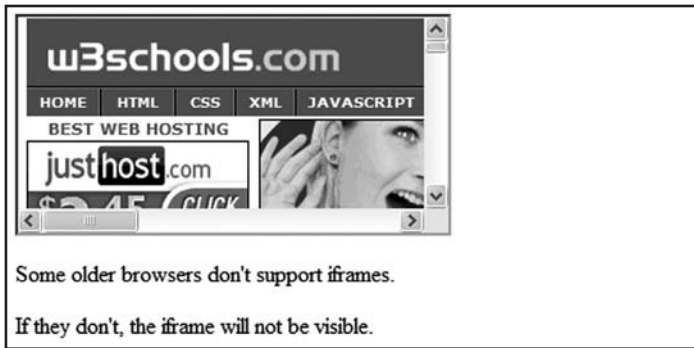 w3schools.com
HOME HTML CSS XML JAVASCRIPT
BEST WEB HOSTING
justhost.com
CLICK
Some older browsers don't support iframes.
If they don't, the iframe will not be visible.